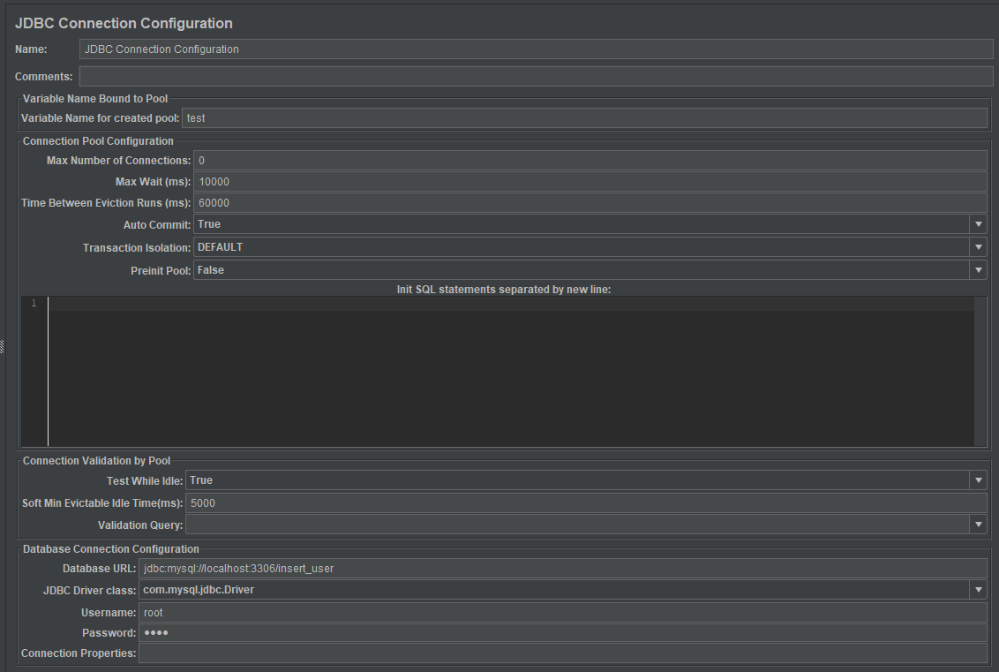 JDBC Connection Configuration
Name: JDBC Connection Configuration
Comments:
Variable Name Bound to Pool
Variable Name for created pool: test
Connection Pool Configuration
Max Number of Connections: 0
Max Wait (ms): 10000
Time Between Eviction Runs (ms): 60000
Auto Commit: True
Transaction Isolation: DEFAULT
Preinit Pool: False
Init SQL statements separated by new line:
1
Connection Validation by Pool
Test While Idle: True
Soft Min Evictable Idle Time(ms): 5000
Validation Query:
Database Connection Configuration
Database URL: jdbc:mysql://localhost:3306/insert_user
JDBC Driver class: com.mysql.jdbc.Driver
Username: root
Password: ●●●●
Connection Properties: